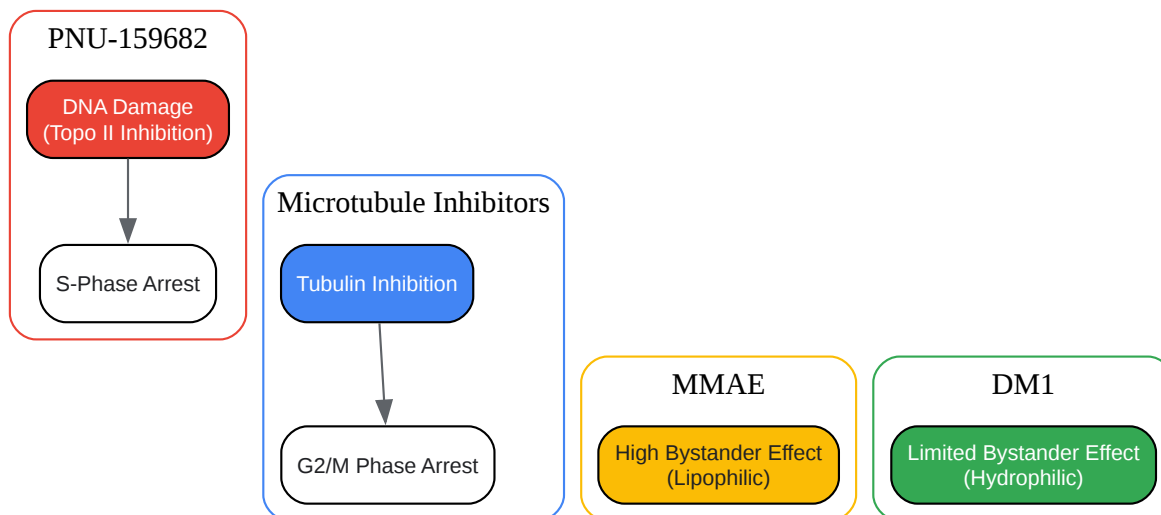 PNU-159682
DNA Damage
(Topo II Inhibition)
S-Phase Arrest
Microtubule Inhibitors
Tubulin Inhibition
G2/M Phase Arrest
MMAE
High Bystander Effect
(Lipophilic)
DM1
Limited Bystander Effect
(Hydrophilic)